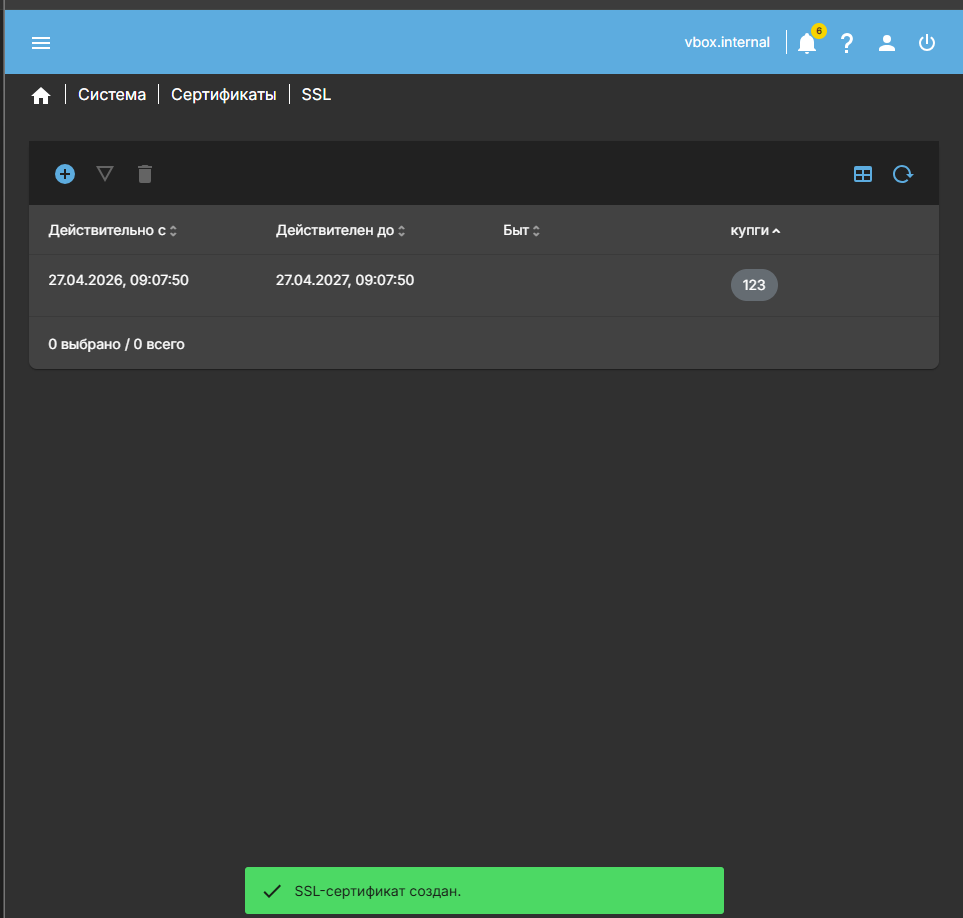 vbox.internal
6
Система
Сертификаты
SSL
Действительно с
Действителен до
Быт
купги
27.04.2026, 09:07:50
27.04.2027, 09:07:50
123
0 выбрано / 0 всего
SSL-сертификат создан.